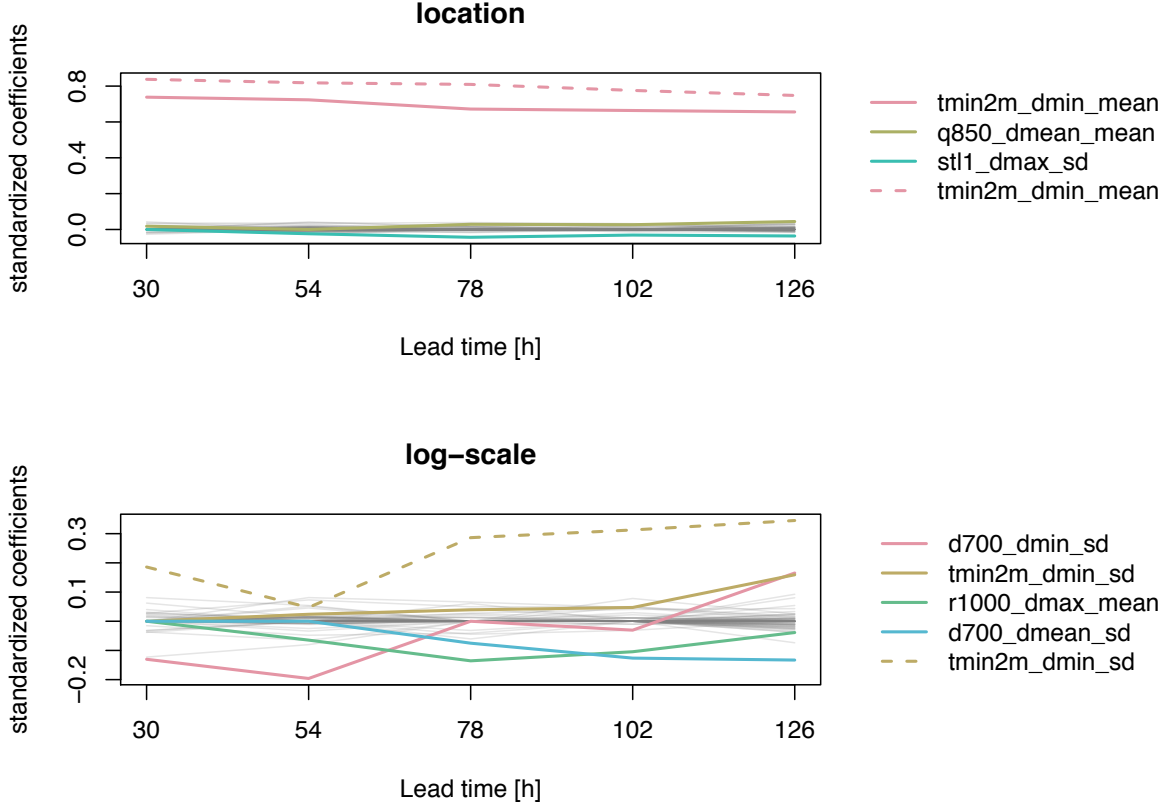 location
standardized coefficients
0.8
0.4
0.0
30 54 78 102 126
Lead time [h]
tmin2m_dmin_mean
q850_dmean_mean
stl1_dmax_sd
tmin2m_dmin_mean
log−scale
standardized coefficients
0.3
0.1
−0.2
30 54 78 102 126
Lead time [h]
d700_dmin_sd
tmin2m_dmin_sd
r1000_dmax_mean
d700_dmean_sd
tmin2m_dmin_sd